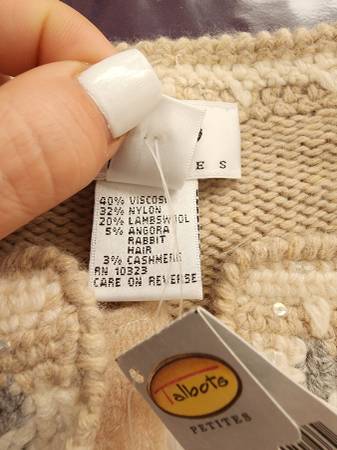 E S
40% VISCOSE
32% NYLON
20% LAMBSWOOL
5% ANGORA
RABBIT
HAIR
3% CASHMERE
RN 10323
CARE ON REVERSE
Talbots
PETITES